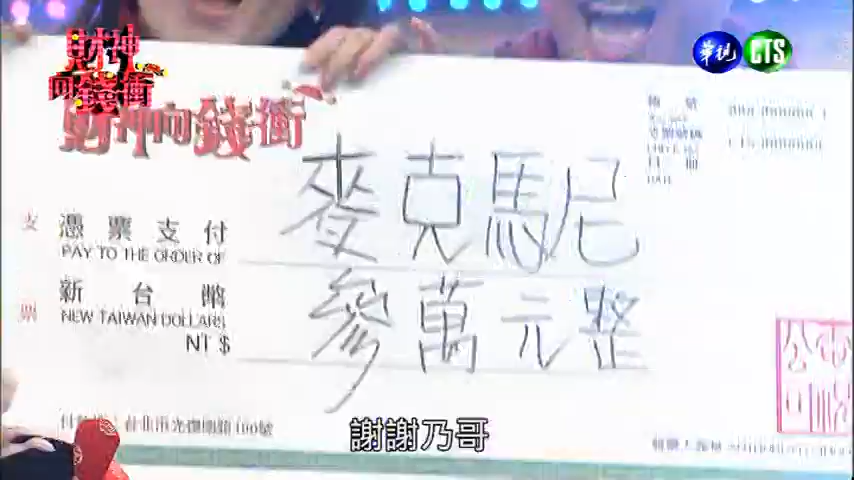 財神
向錢衝
華視 CTS
財神向錢衝
麥克馬尼
支
憑票支付
PAY TO THE ORDER OF
新台幣
參萬元整
票
NEW TAIWAN DOLLARS
NT $
謝謝乃哥